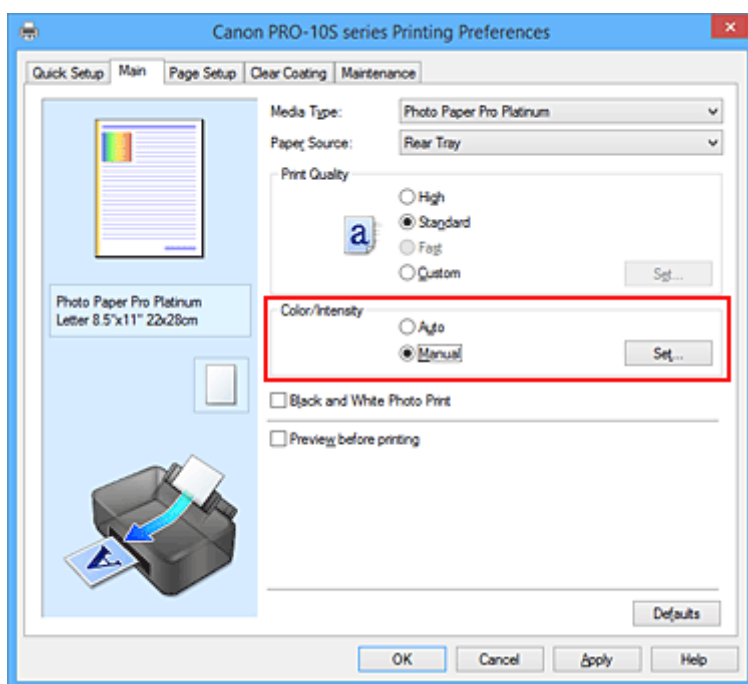 Canon PRO-10S series Printing Preferences
Quick Setup Main Page Setup Clear Coating Maintenance
Media Type: Photo Paper Pro Platinum
Paper Source: Rear Tray
Print Quality
High
a
Standard
Fast
Custom Set...
Photo Paper Pro Platinum
Letter 8.5"x11" 22x28cm
Color/Intensity
Auto
Manual Set...
Black and White Photo Print
Preview before printing
A
Defaults
OK Cancel Apply Help